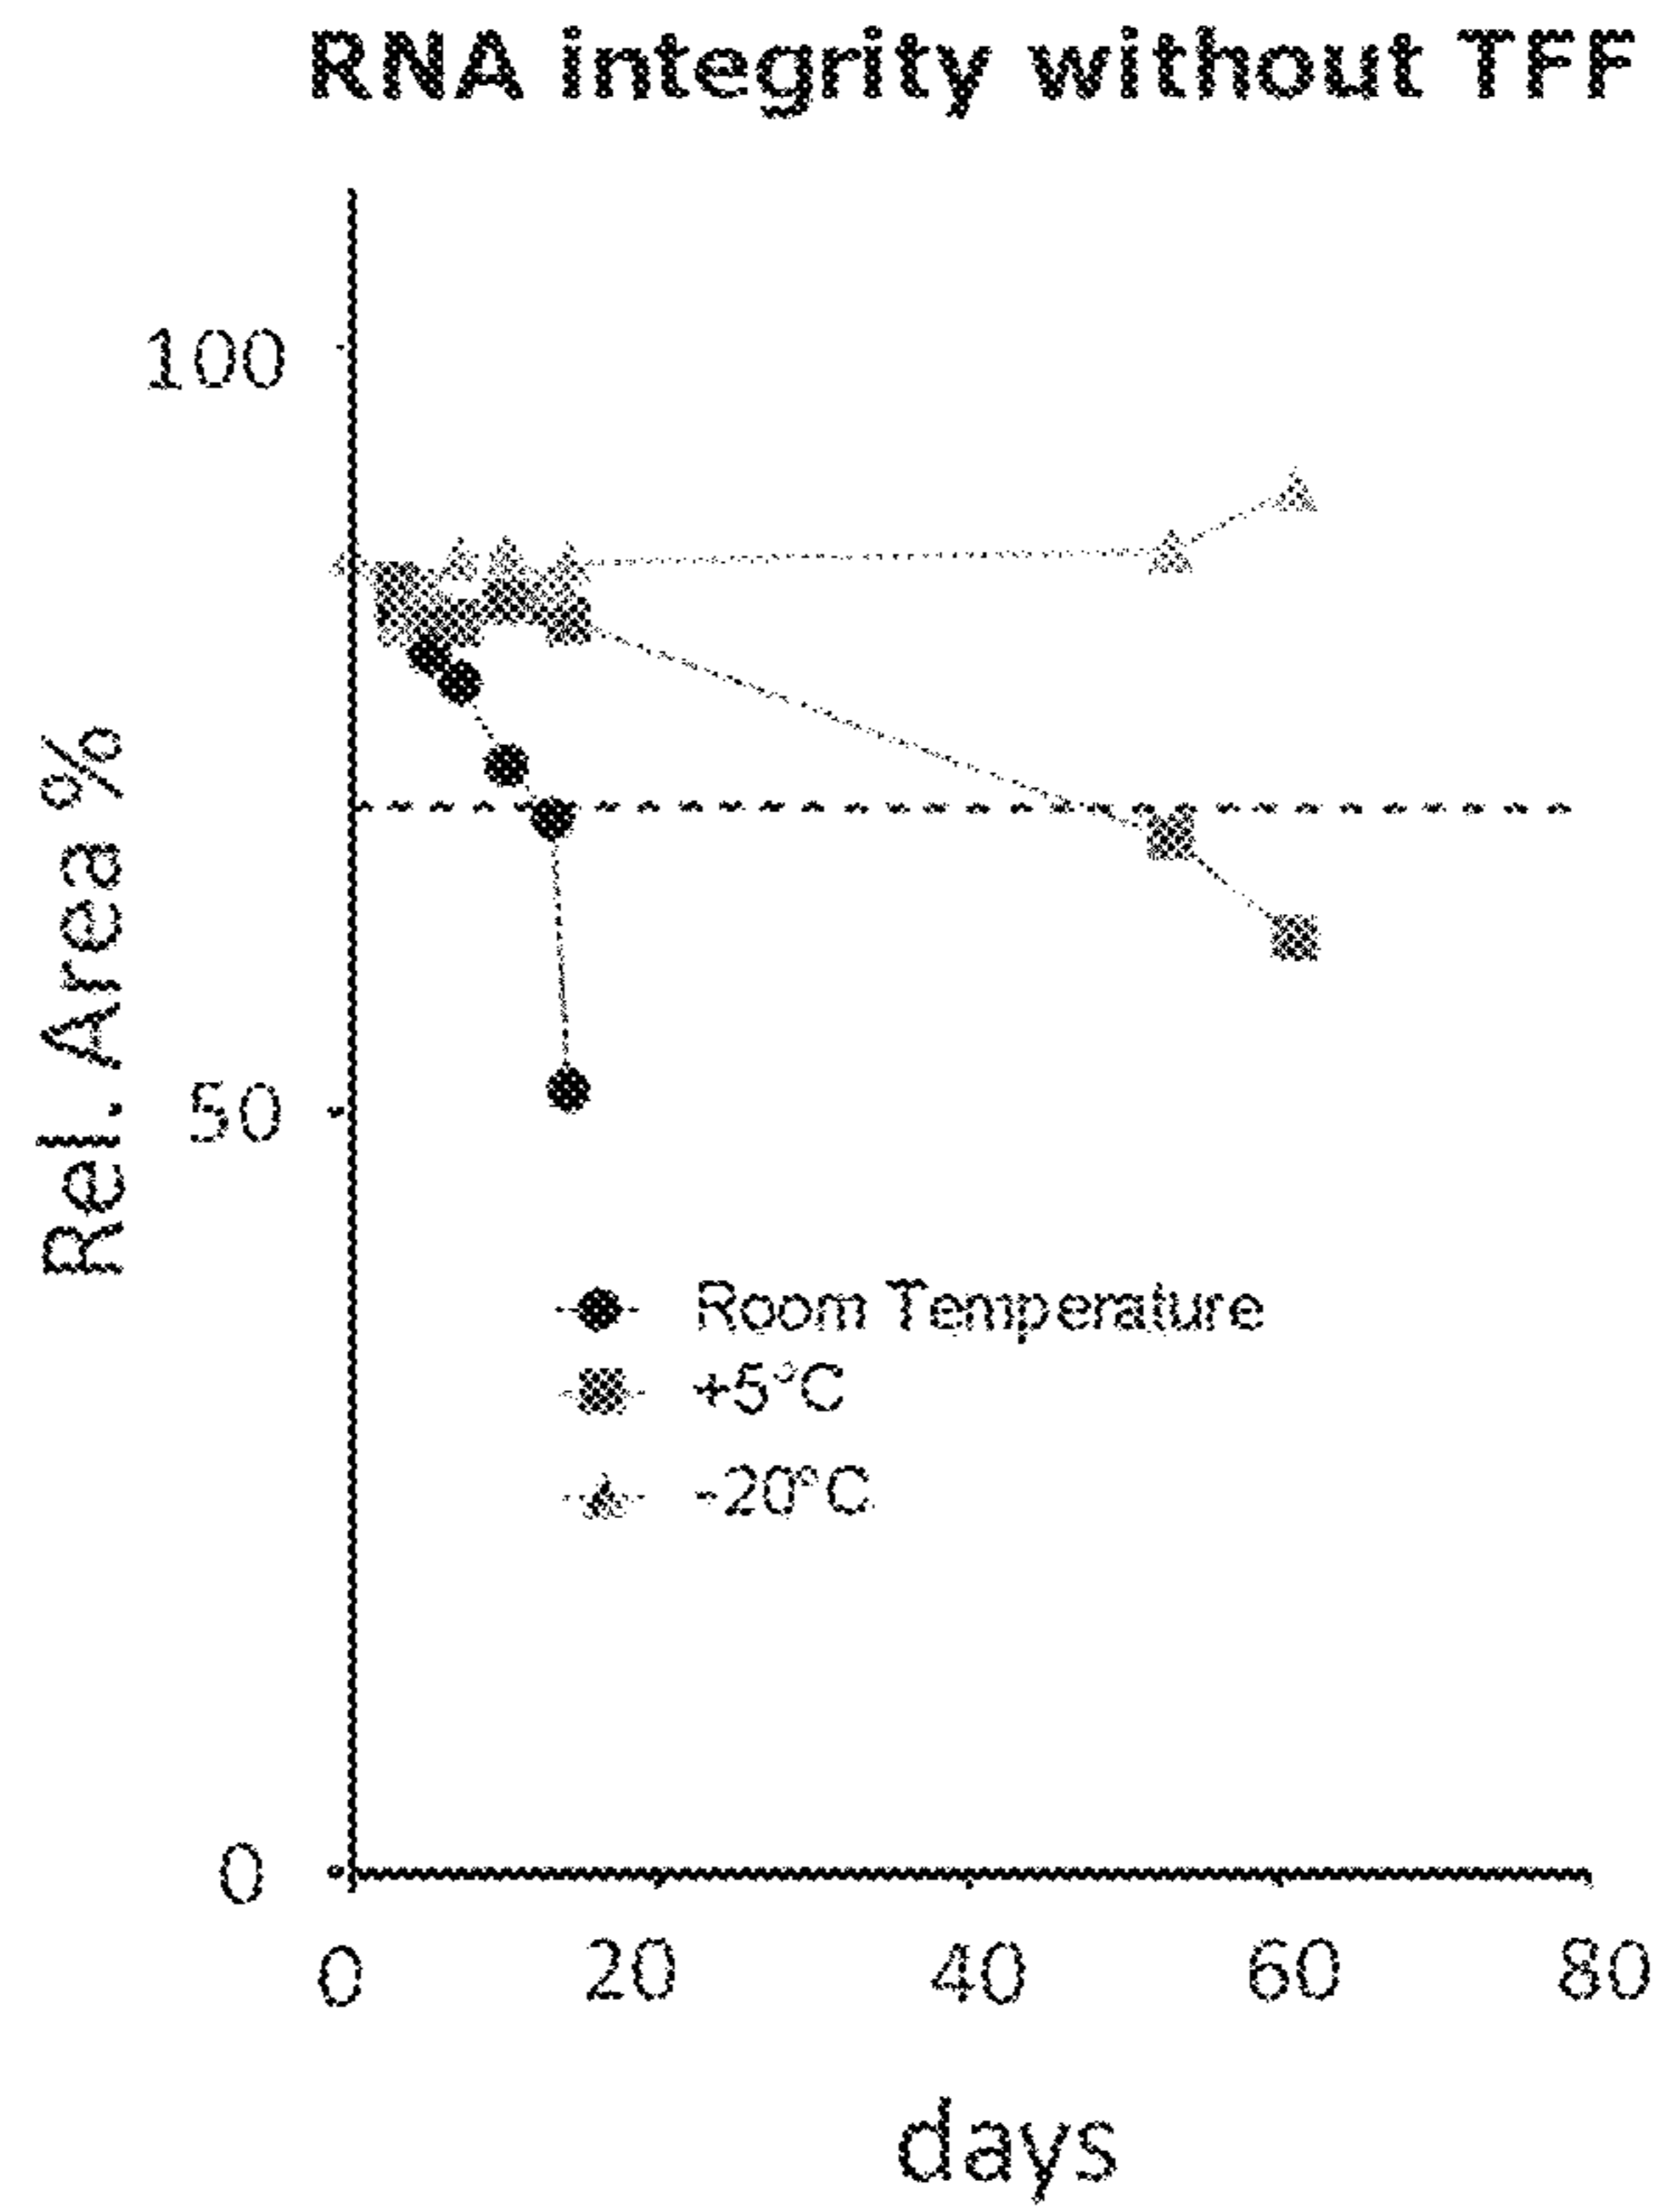 RNA integrity without TFF
100
50
0
Rel. Area %
Room Temperature
+5°C
-20°C
0 20 40 60 80
days